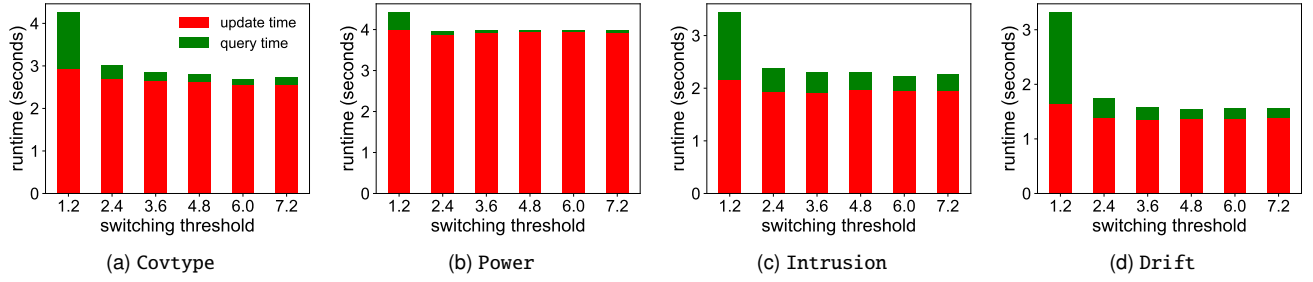 update time
query time
runtime (seconds)
4
3
2
1
0
1.2 2.4 3.6 4.8 6.0 7.2
switching threshold
(a) Covtype
runtime (seconds)
4
3
2
1
0
1.2 2.4 3.6 4.8 6.0 7.2
switching threshold
(b) Power
runtime (seconds)
3
2
1
0
1.2 2.4 3.6 4.8 6.0 7.2
switching threshold
(c) Intrusion
runtime (seconds)
3
2
1
0
1.2 2.4 3.6 4.8 6.0 7.2
switching threshold
(d) Drift